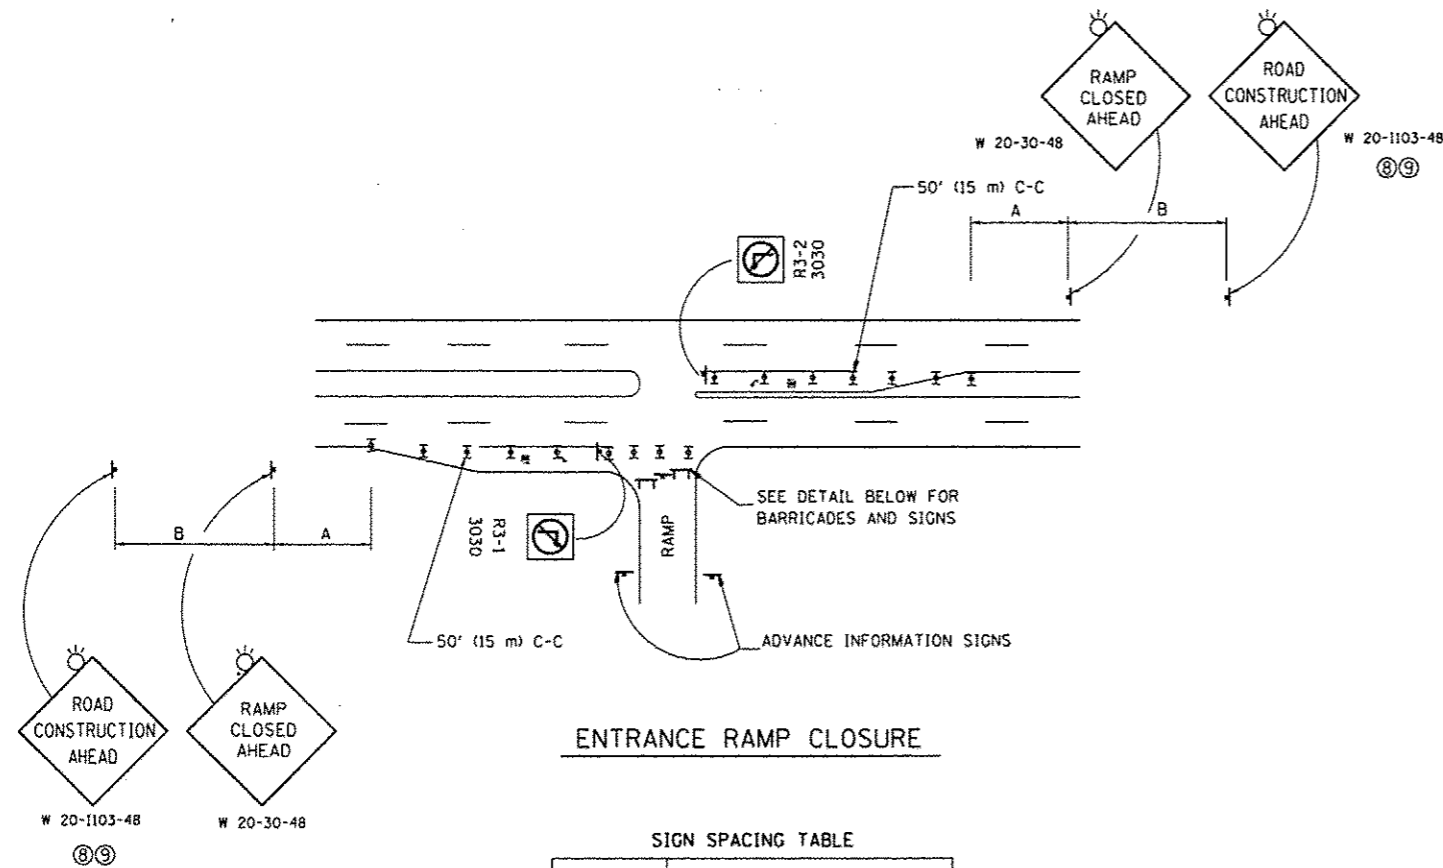 RAMP
CLOSED
AHEAD
W 20-30-48
ROAD
CONSTRUCTION
AHEAD
W 20-1103-48
⑧⑨
50' (15 m) C-C
A
B
R3-2
3030
SEE DETAIL BELOW FOR
BARRICADES AND SIGNS
RAMP
R3-1
3030
B
A
50' (15 m) C-C
ADVANCE INFORMATION SIGNS
ROAD
CONSTRUCTION
AHEAD
W 20-1103-48
⑧⑨
RAMP
CLOSED
AHEAD
W 20-30-48
ENTRANCE RAMP CLOSURE
SIGN SPACING TABLE